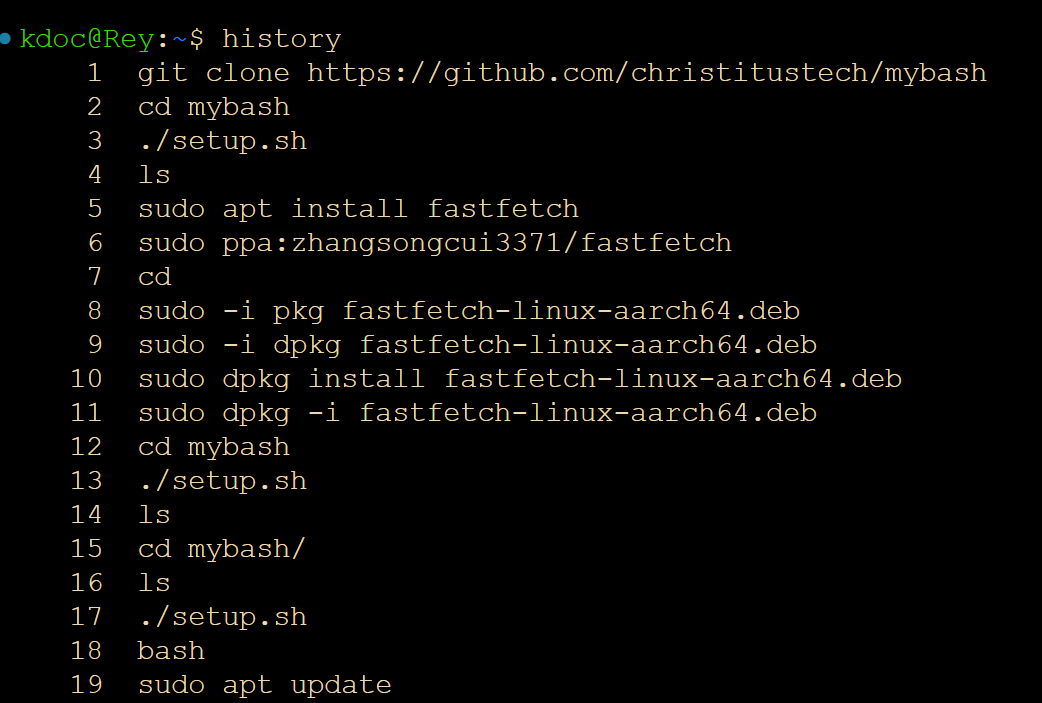 kdoc@Rey:~$ history
1 git clone https://github.com/christitustech/mybash
2 cd mybash
3 ./setup.sh
4 ls
5 sudo apt install fastfetch
6 sudo ppa:zhangsongcui3371/fastfetch
7 cd
8 sudo -i pkg fastfetch-linux-aarch64.deb
9 sudo -i dpkg fastfetch-linux-aarch64.deb
10 sudo dpkg install fastfetch-linux-aarch64.deb
11 sudo dpkg -i fastfetch-linux-aarch64.deb
12 cd mybash
13 ./setup.sh
14 ls
15 cd mybash/
16 ls
17 ./setup.sh
18 bash
19 sudo apt update